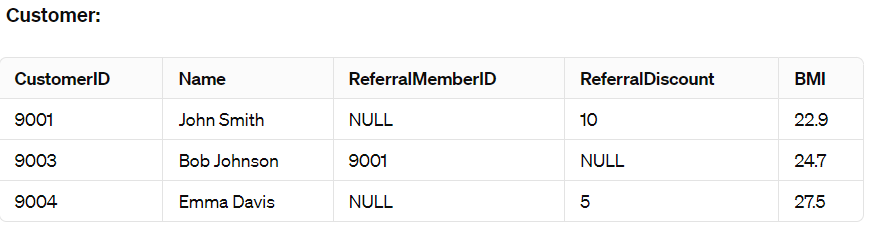 Customer:
CustomerID Name ReferralMemberID ReferralDiscount BMI
9001 John Smith NULL 10 22.9
9003 Bob Johnson 9001 NULL 24.7
9004 Emma Davis NULL 5 27.5